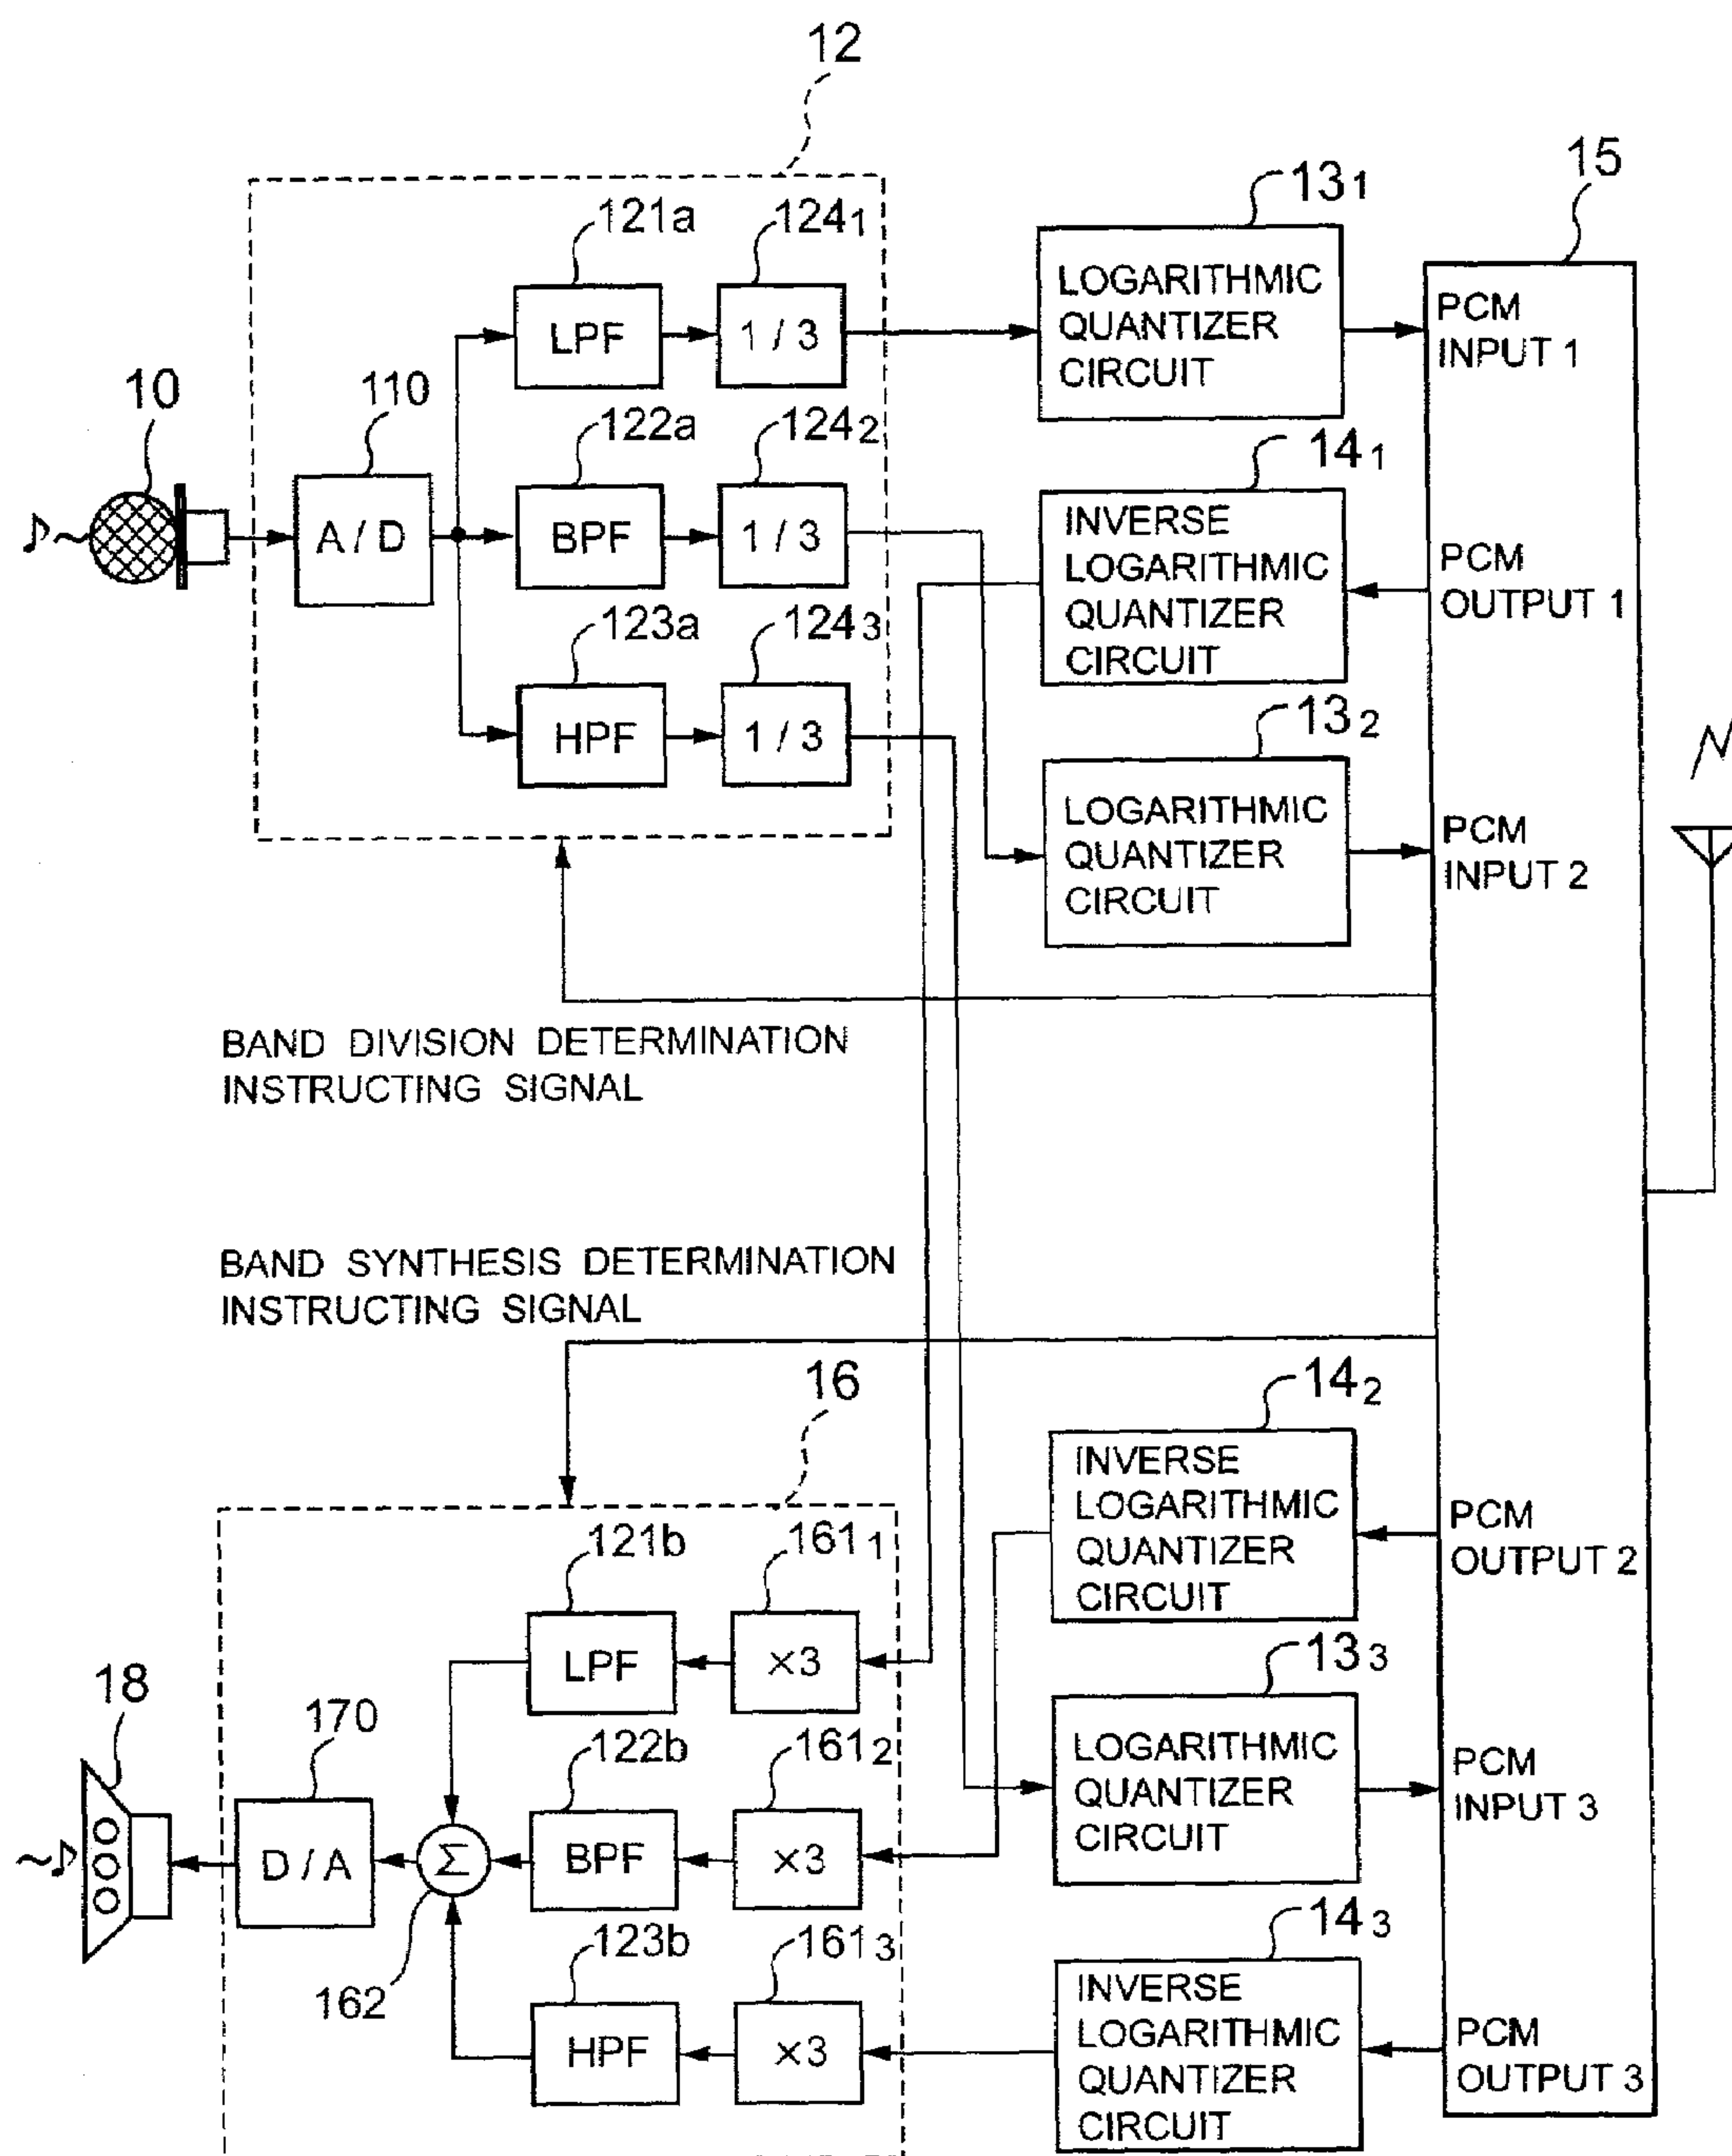 12
15
121a
124₁
13₁
LPF
1 / 3
LOGARITHMIC
QUANTIZER
CIRCUIT
PCM
INPUT 1
10
110
122a
124₂
14₁
A / D
BPF
1 / 3
INVERSE
LOGARITHMIC
QUANTIZER
CIRCUIT
PCM
OUTPUT 1
123a
124₃
13₂
HPF
1 / 3
LOGARITHMIC
QUANTIZER
CIRCUIT
PCM
INPUT 2
BAND DIVISION DETERMINATION
INSTRUCTING SIGNAL
BAND SYNTHESIS DETERMINATION
INSTRUCTING SIGNAL
16
14₂
INVERSE
LOGARITHMIC
QUANTIZER
CIRCUIT
PCM
OUTPUT 2
121b
161₁
LPF
×3
18
170
122b
161₂
13₃
D / A
Σ
BPF
×3
LOGARITHMIC
QUANTIZER
CIRCUIT
PCM
INPUT 3
162
123b
161₃
14₃
HPF
×3
INVERSE
LOGARITHMIC
QUANTIZER
CIRCUIT
PCM
OUTPUT 3